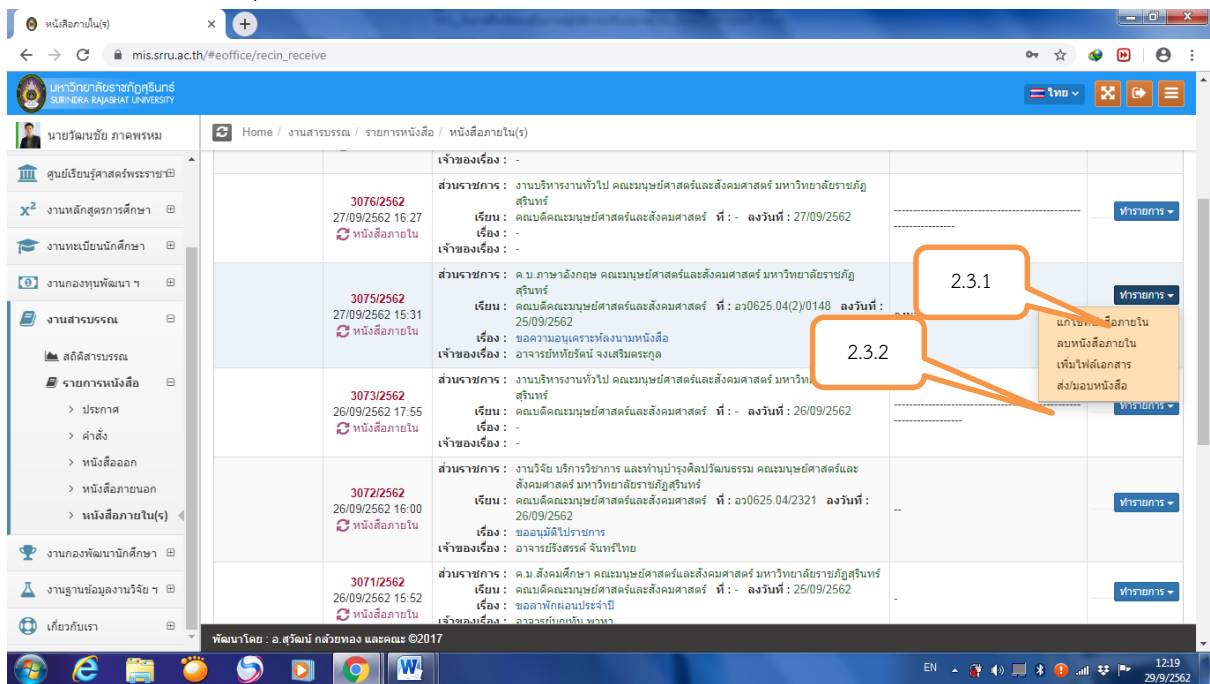 หนังสือภายใน(ร)
mis.srru.ac.th/#eoffice/recin_receive
มหาวิทยาลัยราชภัฏสุรินทร์
SURINDRA RAJABHAT UNIVERSITY
ไทย
นายวัฒนชัย ภาคพรหม
Home / งานสารบรรณ / รายการหนังสือ / หนังสือภายใน(ร)
ศูนย์เรียนรู้ศาสตร์พระราชา
งานหลักสูตรการศึกษา
งานทะเบียนนักศึกษา
งานกองทุนพัฒนา ฯ
งานสารบรรณ
สถิติสารบรรณ
รายการหนังสือ
> ประกาศ
> คำสั่ง
> หนังสือออก
> หนังสือภายนอก
> หนังสือภายใน(ร)
งานกองพัฒนานักศึกษา
งานฐานข้อมูลงานวิจัย ฯ
เกี่ยวกับเรา
เจ้าของเรื่อง : -
3076/2562
27/09/2562 16:27
หนังสือภายใน
ส่วนราชการ : งานบริหารงานทั่วไป คณะมนุษย์ศาสตร์และสังคมศาสตร์ มหาวิทยาลัยราชภัฏ
สุรินทร์
เรียน : คณบดีคณะมนุษย์ศาสตร์และสังคมศาสตร์ ที่ : - ลงวันที่ : 27/09/2562
เรื่อง : -
เจ้าของเรื่อง : -
ทำรายการ
3075/2562
27/09/2562 15:31
หนังสือภายใน
ส่วนราชการ : ค.บ.ภาษาอังกฤษ คณะมนุษย์ศาสตร์และสังคมศาสตร์ มหาวิทยาลัยราชภัฏ
สุรินทร์
เรียน : คณบดีคณะมนุษย์ศาสตร์และสังคมศาสตร์ ที่ : อว0625.04(2)/0148 ลงวันที่ :
25/09/2562
เรื่อง : ขอความอนุเคราะห์ลงนามหนังสือ
เจ้าของเรื่อง : อาจารย์หทัยรัตน์ จงเสริมตระกูล
ทำรายการ
2.3.1
2.3.2
แก้ไขหนังสือภายใน
ลบหนังสือภายใน
เพิ่มไฟล์เอกสาร
ส่ง/มอบหนังสือ
3073/2562
26/09/2562 17:55
หนังสือภายใน
ส่วนราชการ : งานบริหารงานทั่วไป คณะมนุษย์ศาสตร์และสังคมศาสตร์
สุรินทร์
เรียน : คณบดีคณะมนุษย์ศาสตร์และสังคมศาสตร์ ที่ : - ลงวันที่ : 26/09/2562
เรื่อง : -
เจ้าของเรื่อง : -
ทำรายการ
3072/2562
26/09/2562 16:00
หนังสือภายใน
ส่วนราชการ : งานวิจัย บริการวิชาการ และทำนุบำรุงศิลปวัฒนธรรม คณะมนุษย์ศาสตร์และ
สังคมศาสตร์ มหาวิทยาลัยราชภัฏสุรินทร์
เรียน : คณบดีคณะมนุษย์ศาสตร์และสังคมศาสตร์ ที่ : อว0625.04/2321 ลงวันที่ :
26/09/2562
เรื่อง : ขออนุมัติไปราชการ
เจ้าของเรื่อง : อาจารย์รังสรรค์ จันทร์ไทย
--
ทำรายการ
3071/2562
26/09/2562 15:52
หนังสือภายใน
ส่วนราชการ : ค.ม.สังคมศึกษา คณะมนุษย์ศาสตร์และสังคมศาสตร์ มหาวิทยาลัยราชภัฏสุรินทร์
เรียน : คณบดีคณะมนุษย์ศาสตร์และสังคมศาสตร์ ที่ : - ลงวันที่ : 25/09/2562
เรื่อง : ขอลาพักผ่อนประจำปี
-
ทำรายการ
พัฒนาโดย : อ.สุวัฒน์ กล้วยทอง และคณะ ©2017
EN
12:19
29/9/2562